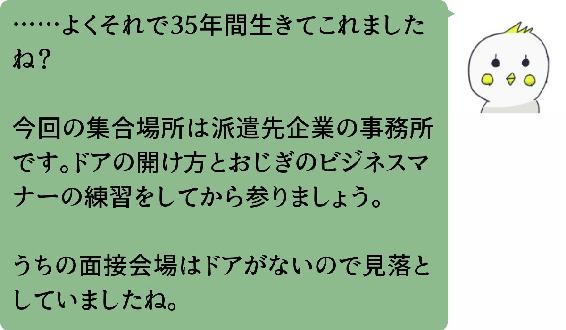 ……よくそれで35年間生きてこれました
ね?
今回の集合場所は派遣先企業の事務所
です。ドアの開け方とおじぎのビジネスマ
ナーの練習をしてから参りましょう。
うちの面接会場はドアがないので見落と
していましたね。